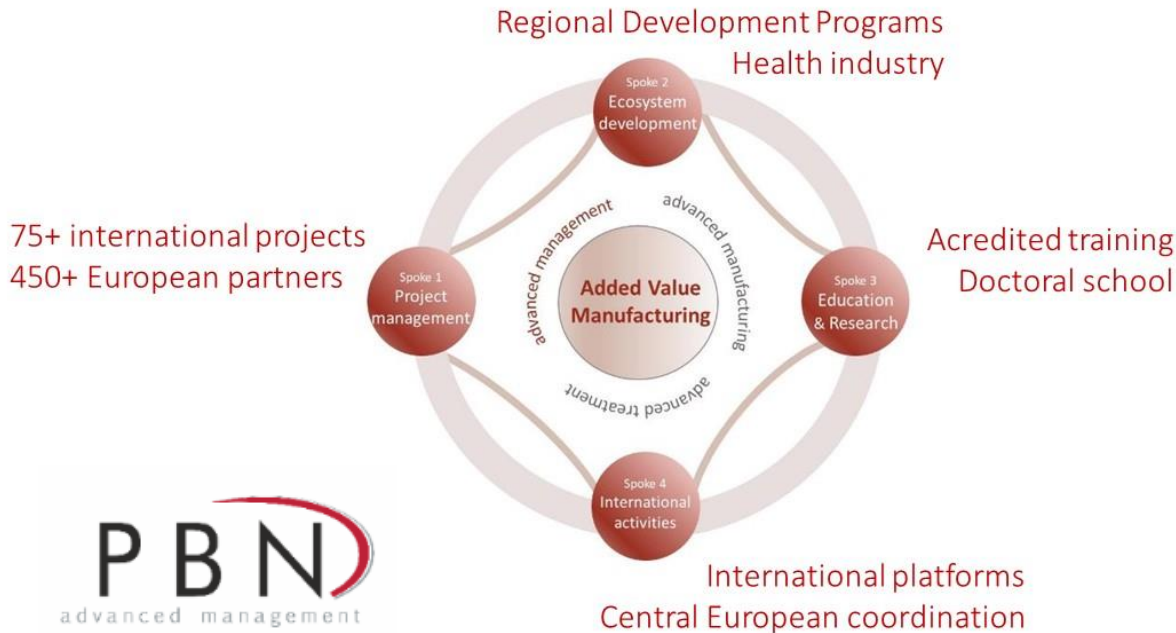 Regional Development Programs
Health industry
Spoke 2
Ecosystem
development
75+ international projects
450+ European partners
Spoke 1
Project
management
advanced management
advanced manufacturing
advanced treatment
Added Value
Manufacturing
Spoke 3
Education
& Research
Acredited training
Doctoral school
Spoke 4
International
activities
International platforms
Central European coordination
PBN
advanced management